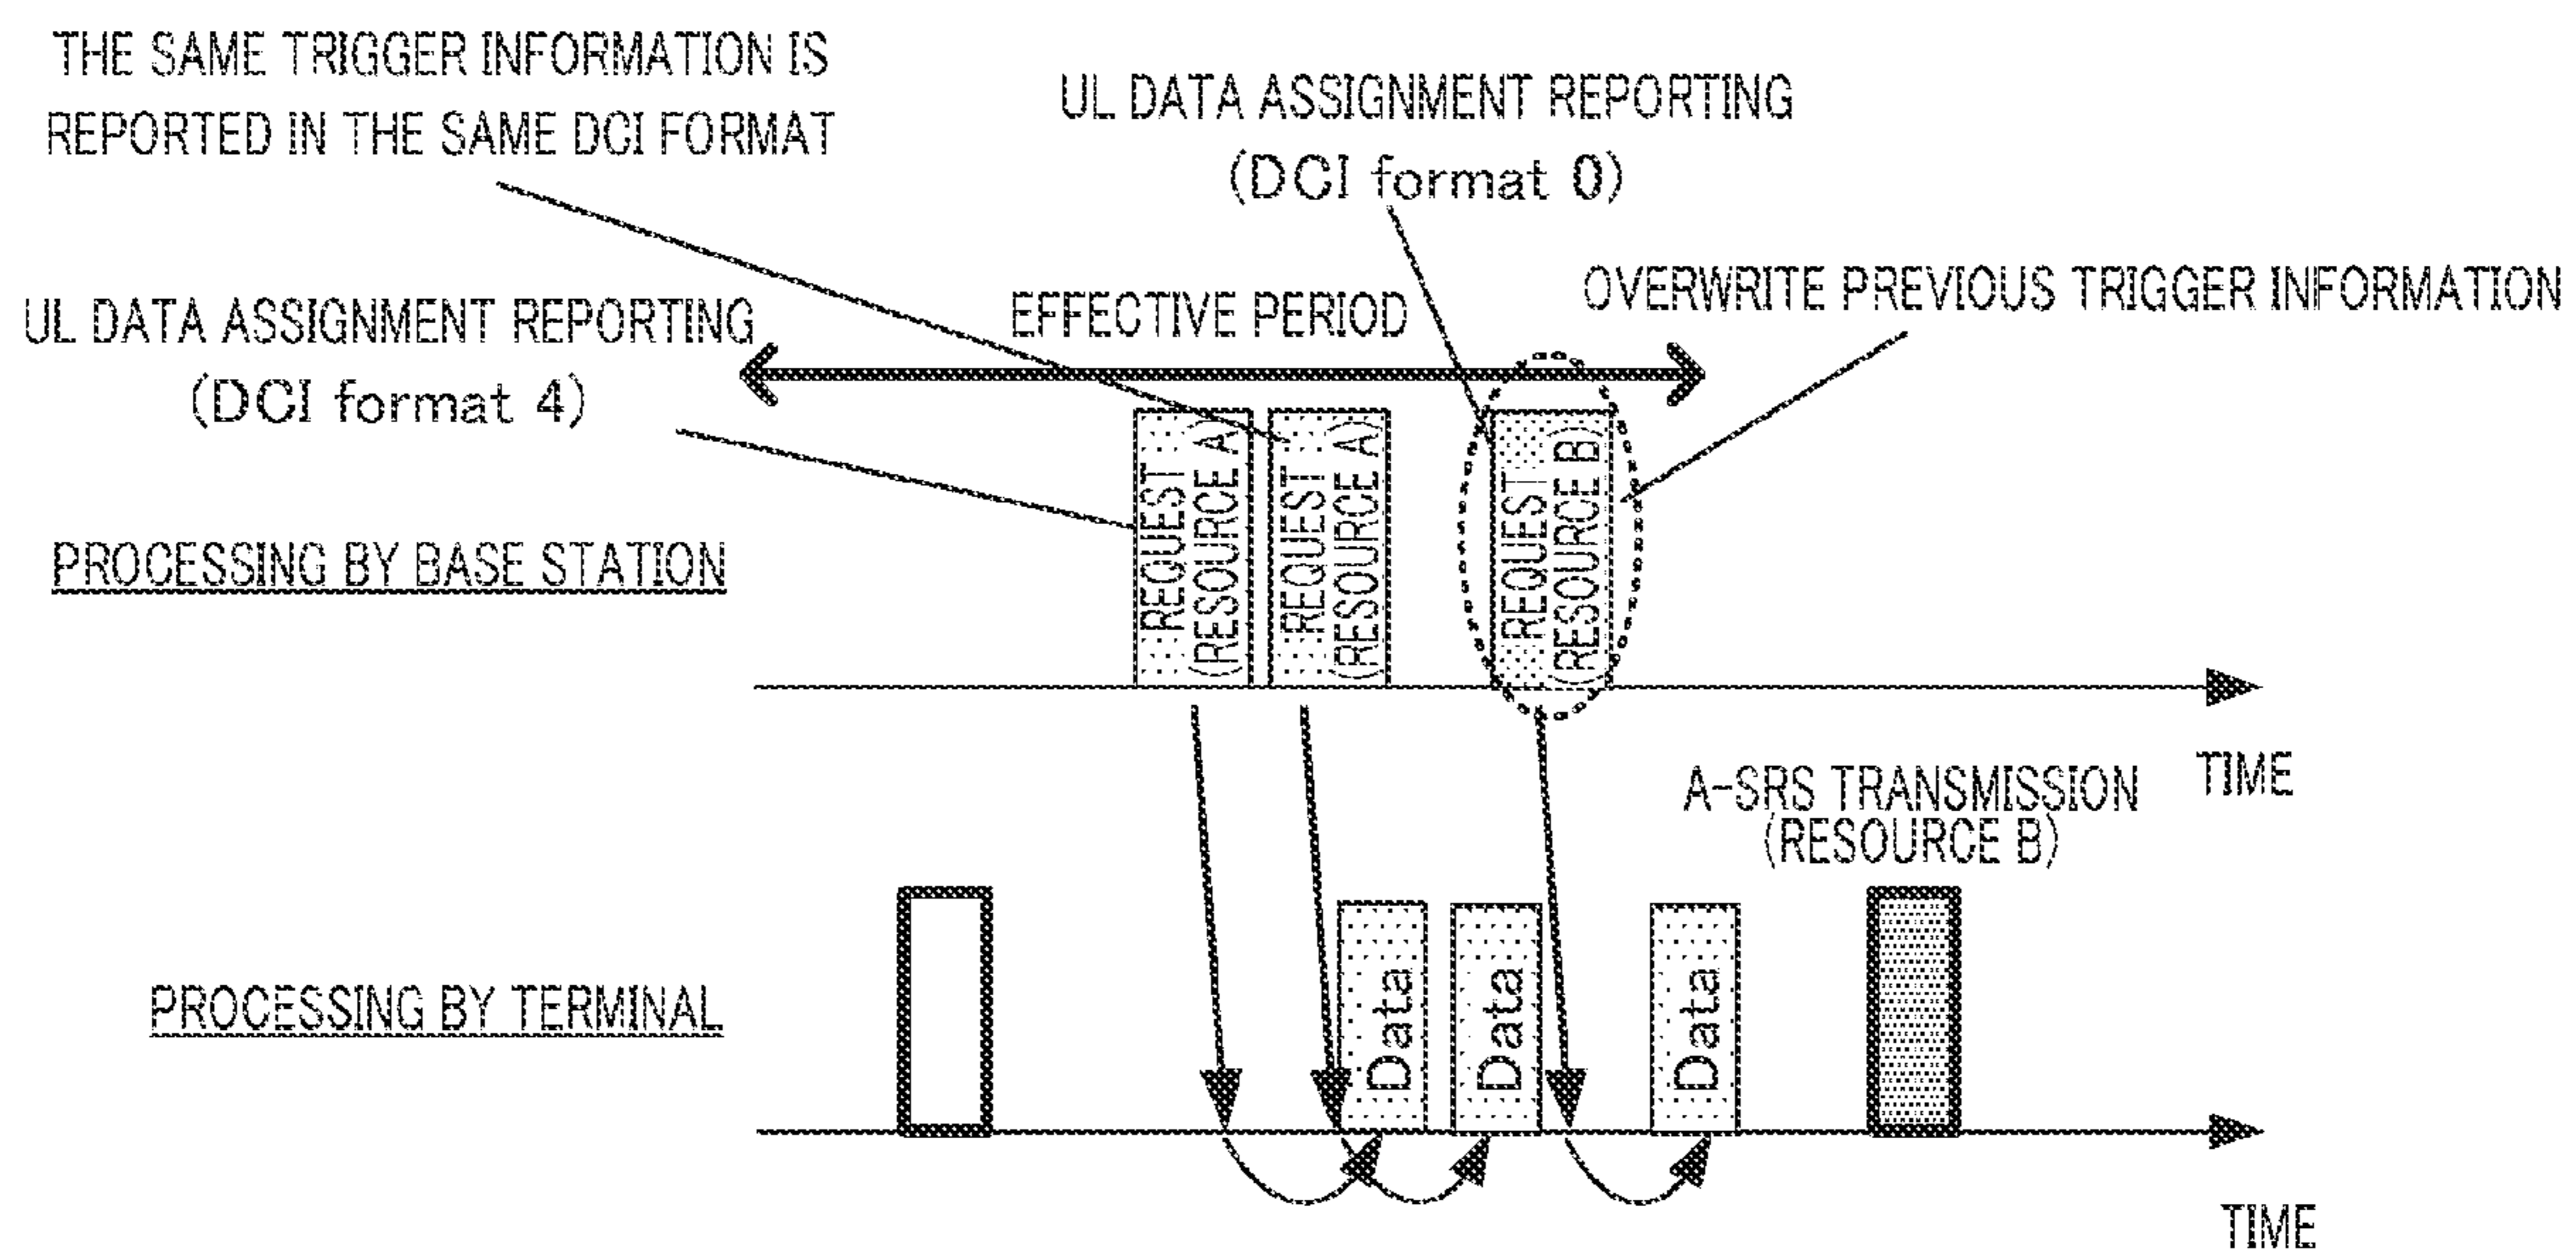 THE SAME TRIGGER INFORMATION IS
REPORTED IN THE SAME DCI FORMAT
UL DATA ASSIGNMENT REPORTING
(DCI format 0)
UL DATA ASSIGNMENT REPORTING
(DCI format 4)
EFFECTIVE PERIOD
OVERWRITE PREVIOUS TRIGGER INFORMATION
PROCESSING BY BASE STATION
REQUEST
(RESOURCE A)
REQUEST
(RESOURCE A)
REQUEST
(RESOURCE B)
TIME
A-SRS TRANSMISSION
(RESOURCE B)
PROCESSING BY TERMINAL
Data
Data
Data
TIME